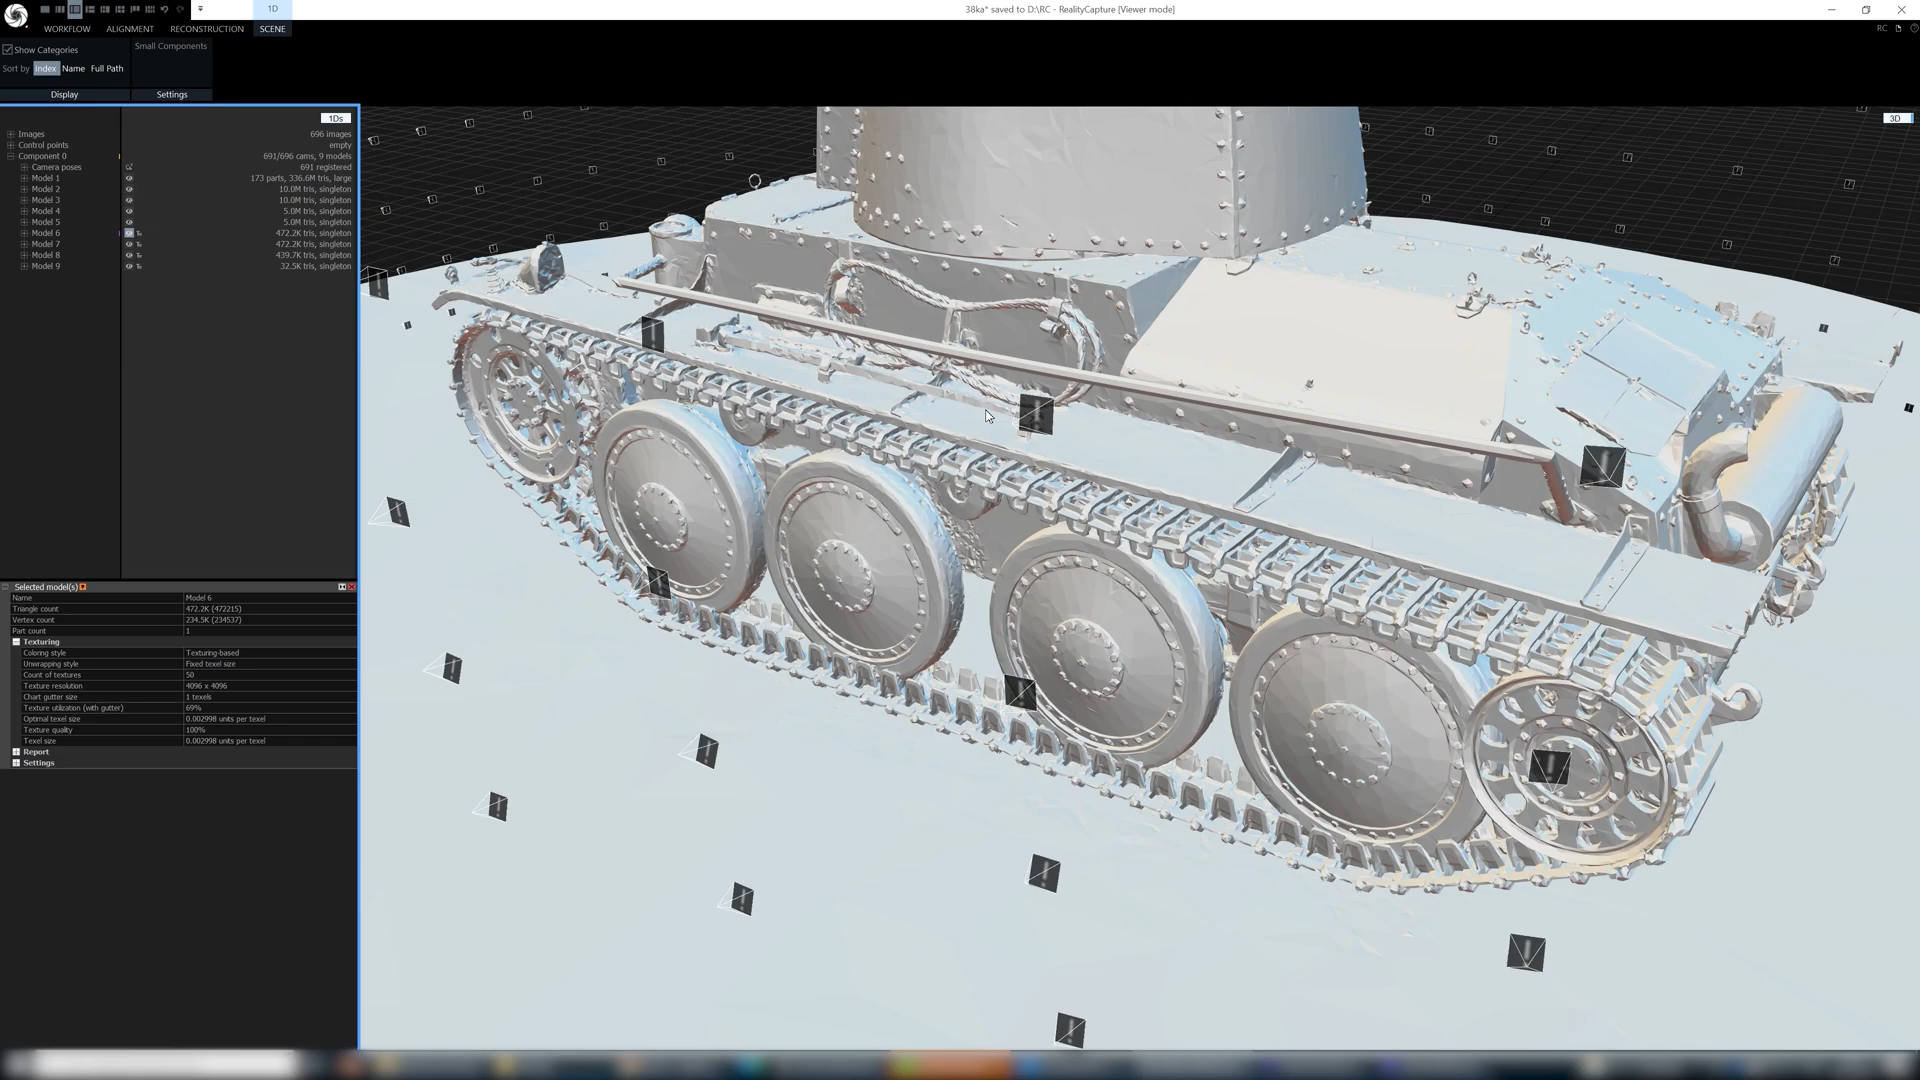 1D
38ka* saved to D:\RC - RealityCapture [Viewer mode]
WORKFLOW ALIGNMENT RECONSTRUCTION SCENE
RC
Show Categories
Small Components
Sort by Index Name Full Path
Display Settings
1Ds
3D
Images 696 images
Control points empty
Component 0 691/696 cams, 9 models
Camera poses 691 registered
Model 1 173 parts, 336.6M tris, large
Model 2 10.0M tris, singleton
Model 3 10.0M tris, singleton
Model 4 5.0M tris, singleton
Model 5 5.0M tris, singleton
Model 6 472.2K tris, singleton
Model 7 472.2K tris, singleton
Model 8 439.7K tris, singleton
Model 9 32.5K tris, singleton
Selected model(s)
Name Model 6
Triangle count 472.2K (472215)
Vertex count 234.5K (234537)
Part count 1
Texturing
Coloring style Texturing-based
Unwrapping style Fixed texel size
Count of textures 50
Texture resolution 4096 x 4096
Chart gutter size 1 texels
Texture utilization (with gutter) 69%
Optimal texel size 0.002998 units per texel
Texture quality 100%
Texel size 0.002998 units per texel
Report
Settings